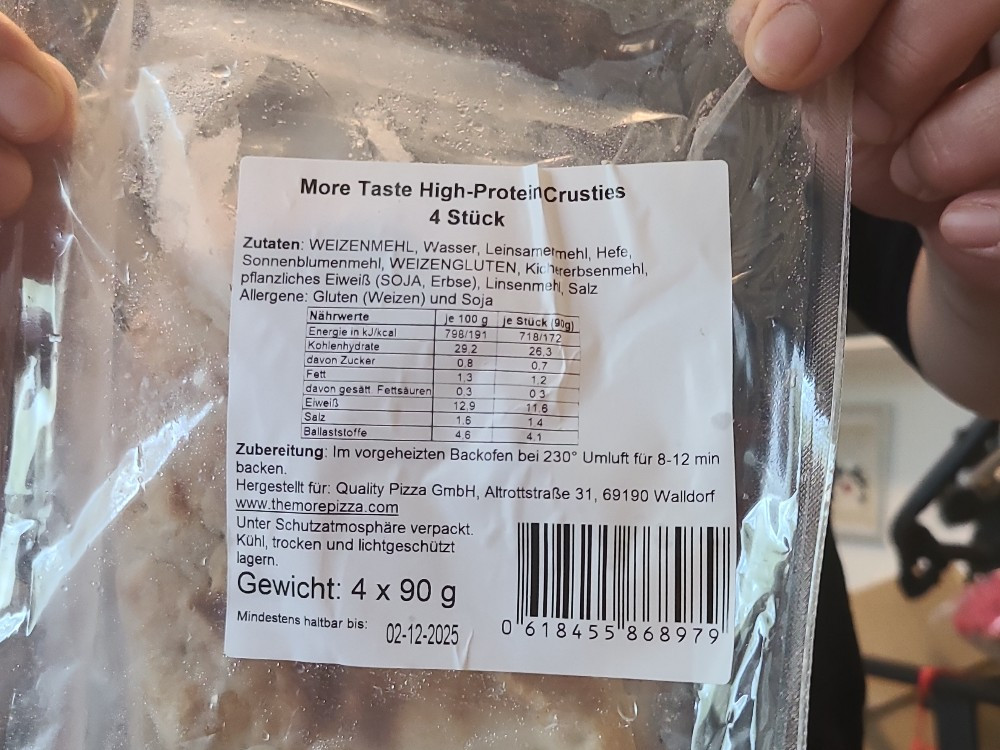 More Taste High-Protein Crusties
4 Stück
Zutaten: WEIZENMEHL, Wasser, Leinsamenmehl, Hefe,
Sonnenblumenmehl, WEIZENGLUTEN, Kichererbsenmehl,
pflanzliches Eiweiß (SOJA, Erbse), Linsenmehl, Salz
Allergene: Gluten (Weizen) und Soja
Nährwerte je 100 g je Stück (90g)
Energie in kJ/kcal 798/191 718/172
Kohlenhydrate 29,2 26,3
davon Zucker 0,8 0,7
Fett 1,3 1,2
davon gesätt. Fettsäuren 0,3 0,3
Eiweiß 12,9 11,6
Salz 1,6 1,4
Ballaststoffe 4,6 4,1
Zubereitung: Im vorgeheizten Backofen bei 230° Umluft für 8-12 min
backen.
Hergestellt für: Quality Pizza GmbH, Altrottstraße 31, 69190 Walldorf
www.themorepizza.com
Unter Schutzatmosphäre verpackt.
Kühl, trocken und lichtgeschützt
lagern.
Gewicht: 4 x 90 g
Mindestens haltbar bis: 02-12-2025
0 618455 868979